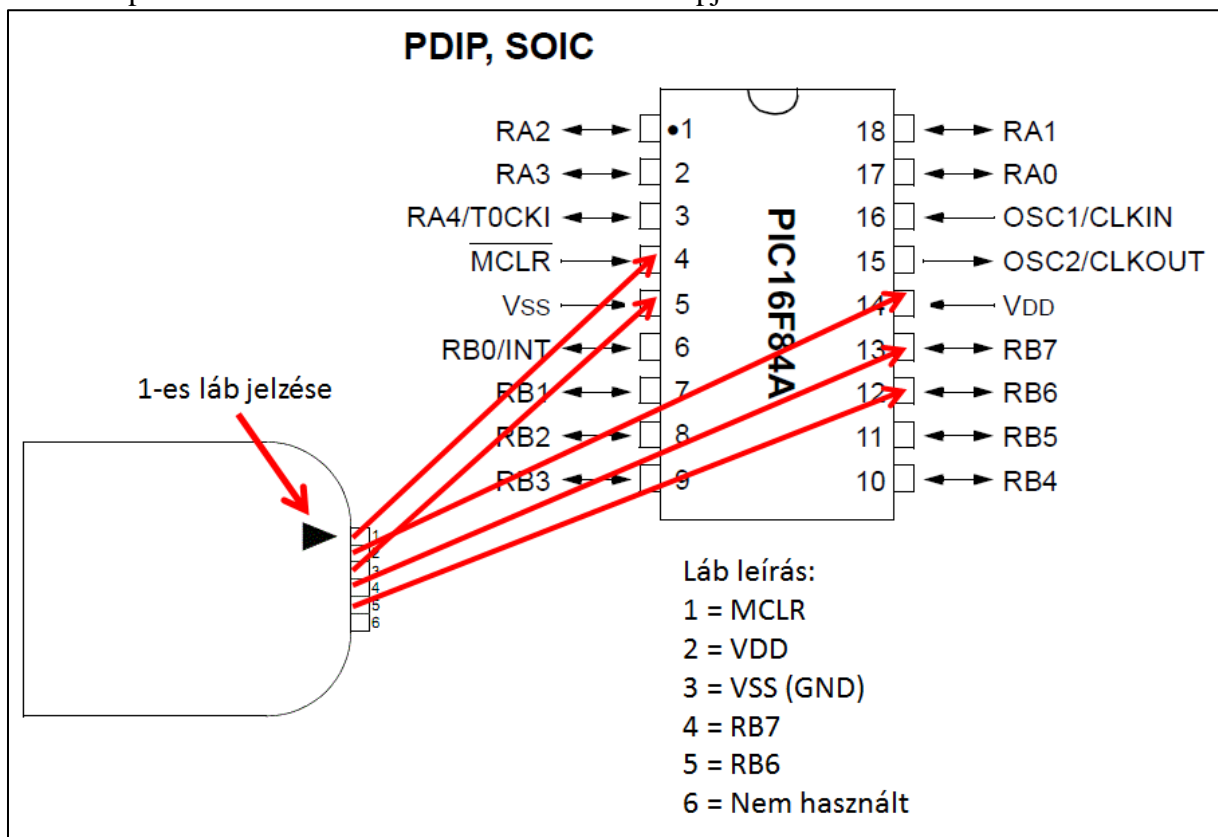 PDIP, SOIC
RA2
RA3
RA4/T0CKI
MCLR
VSS
RB0/INT
RB1
RB2
RB3
•1
2
3
4
5
6
7
8
9
PIC16F84A
18
17
16
15
14
13
12
11
10
RA1
RA0
OSC1/CLKIN
OSC2/CLKOUT
VDD
RB7
RB6
RB5
RB4
1-es láb jelzése
1
2
3
4
5
6
Láb leírás:
1 = MCLR
2 = VDD
3 = VSS (GND)
4 = RB7
5 = RB6
6 = Nem használt